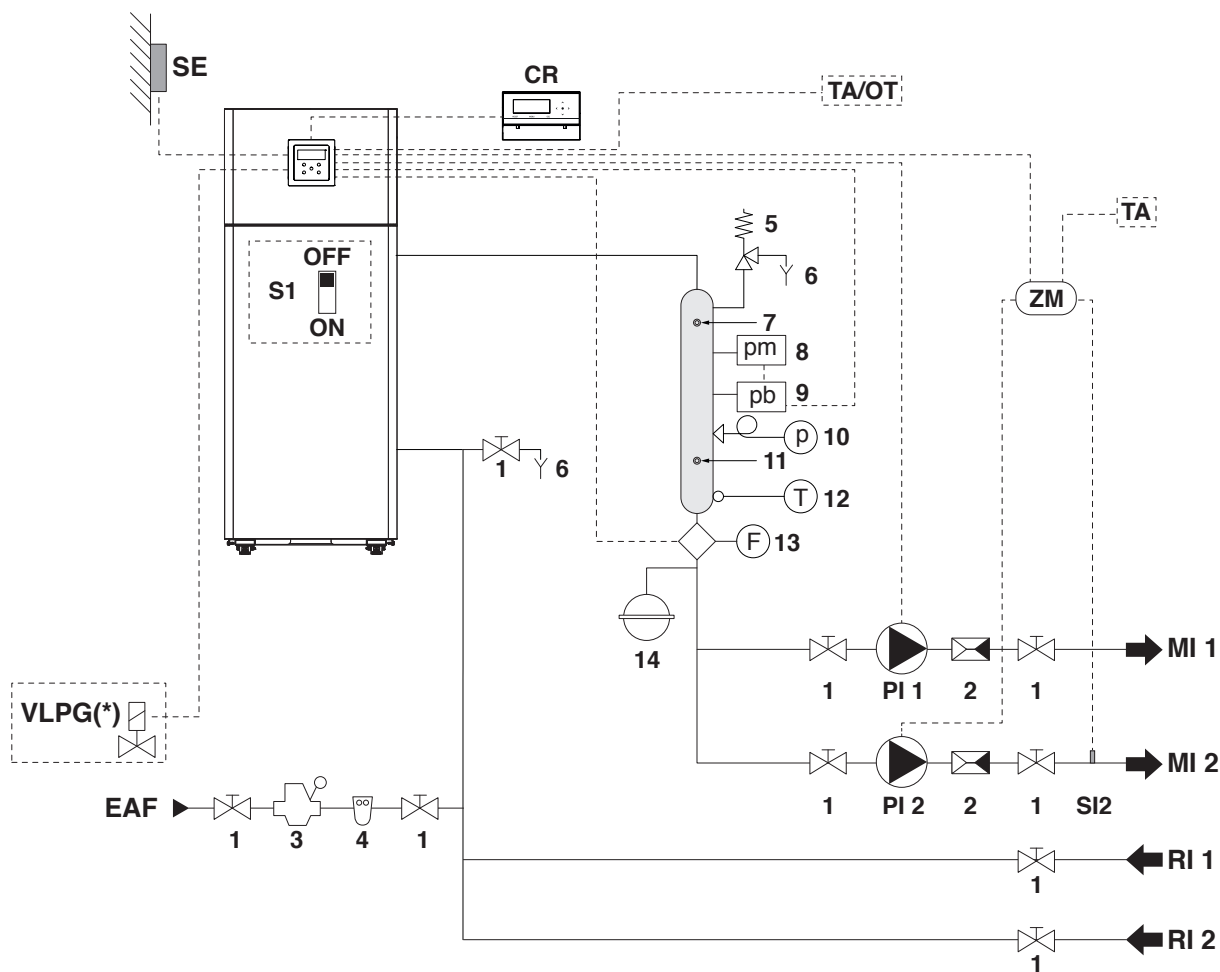 SE
CR
TA/OT
TA
OFF
S1
ON
5
6
ZM
7
pm 8
pb 9
p 10
1
6
11
T 12
F 13
14
MI 1
1 PI 1 2 1
VLPG(*)
MI 2
1 PI 2 2 1 SI2
EAF
1 3 4 1
RI 1
1
RI 2
1